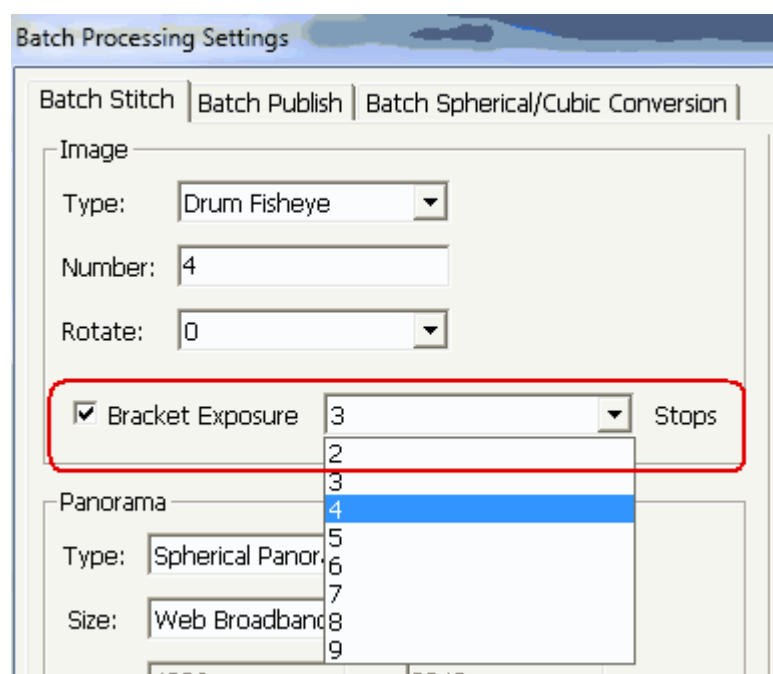 Batch Processing Settings
Batch Stitch Batch Publish Batch Spherical/Cubic Conversion
Image
Type: Drum Fisheye
Number: 4
Rotate: 0
Bracket Exposure 3 Stops
2
3
Panorama
4
5
Type: Spherical Panor
6
7
Size: Web Broadband
8
9